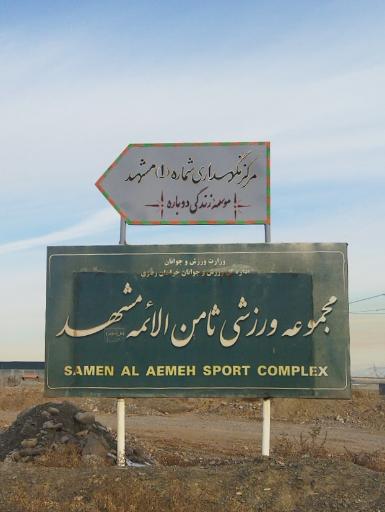 مرکز نگهداری شماره (۱) مشهد
موسسه زندگی دوباره
وزارت ورزش و جوانان
اداره کل ورزش و جوانان خراسان رضوی
مجموعه ورزشی ثامن الائمه مشهد
SAMEN AL AEMEH SPORT COMPLEX